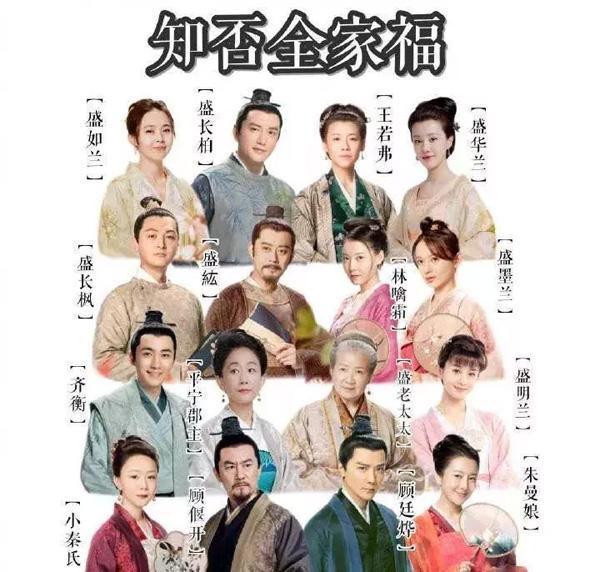 知否全家福
【盛如兰】
【盛长柏】
【王若弗】
【盛华兰】
【盛长枫】
【盛紘】
【林噙霜】
【盛墨兰】
【齐衡】
【平宁郡主】
【盛老太太】
【盛明兰】
【小秦氏】
【顾偃开】
【顾廷烨】
【朱曼娘】